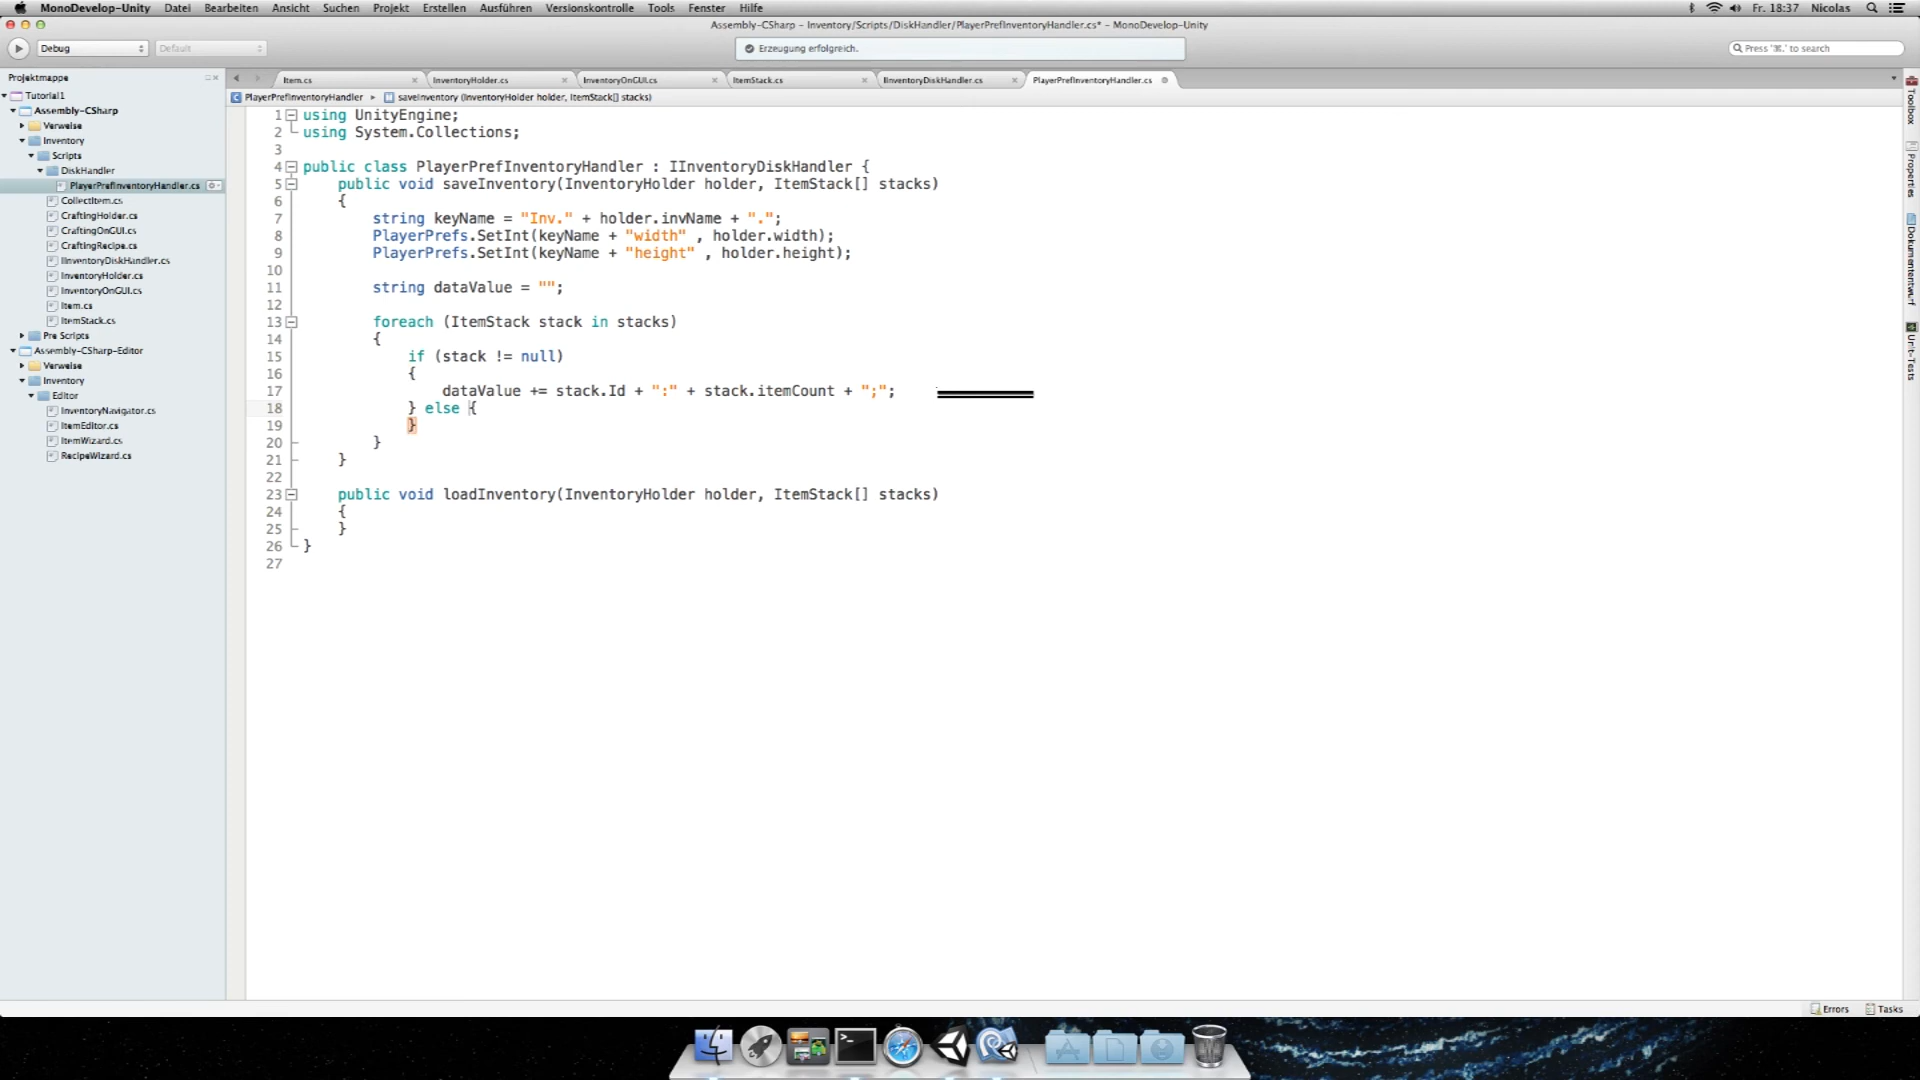 MonoDevelop-Unity Datei Bearbeiten Ansicht Suchen Projekt Erstellen Ausführen Versionskontrolle Tools Fenster Hilfe Fr. 18:37 Nicolas
Assembly-CSharp – Inventory/Scripts/DiskHandler/PlayerPrefInventoryHandler.cs* – MonoDevelop-Unity
Debug Default Erzeugung erfolgreich. Press '⌘.' to search
Projektmappe
Item.cs InventoryHolder.cs InventoryOnGUI.cs ItemStack.cs IInventoryDiskHandler.cs PlayerPrefInventoryHandler.cs
PlayerPrefInventoryHandler saveInventory (InventoryHolder holder, ItemStack[] stacks)
Tutorial1
Assembly-CSharp
Verweise
Inventory
Scripts
DiskHandler
PlayerPrefInventoryHandler.cs
CollectItem.cs
CraftingHolder.cs
CraftingOnGUI.cs
CraftingRecipe.cs
IInventoryDiskHandler.cs
InventoryHolder.cs
InventoryOnGUI.cs
Item.cs
ItemStack.cs
Pre Scripts
Assembly-CSharp-Editor
Verweise
Inventory
Editor
InventoryNavigator.cs
ItemEditor.cs
ItemWizard.cs
RecipeWizard.cs
1 using UnityEngine;
2 using System.Collections;
3
4 public class PlayerPrefInventoryHandler : IInventoryDiskHandler {
5 public void saveInventory(InventoryHolder holder, ItemStack[] stacks)
6 {
7 string keyName = "Inv." + holder.invName + ".";
8 PlayerPrefs.SetInt(keyName + "width" , holder.width);
9 PlayerPrefs.SetInt(keyName + "height" , holder.height);
10
11 string dataValue = "";
12
13 foreach (ItemStack stack in stacks)
14 {
15 if (stack != null)
16 {
17 dataValue += stack.Id + ":" + stack.itemCount + ";";
18 } else {
19 }
20 }
21 }
22
23 public void loadInventory(InventoryHolder holder, ItemStack[] stacks)
24 {
25 }
26 }
27
Toolbox
Properties
Dokumententwurf
Unit-Tests
Errors Tasks